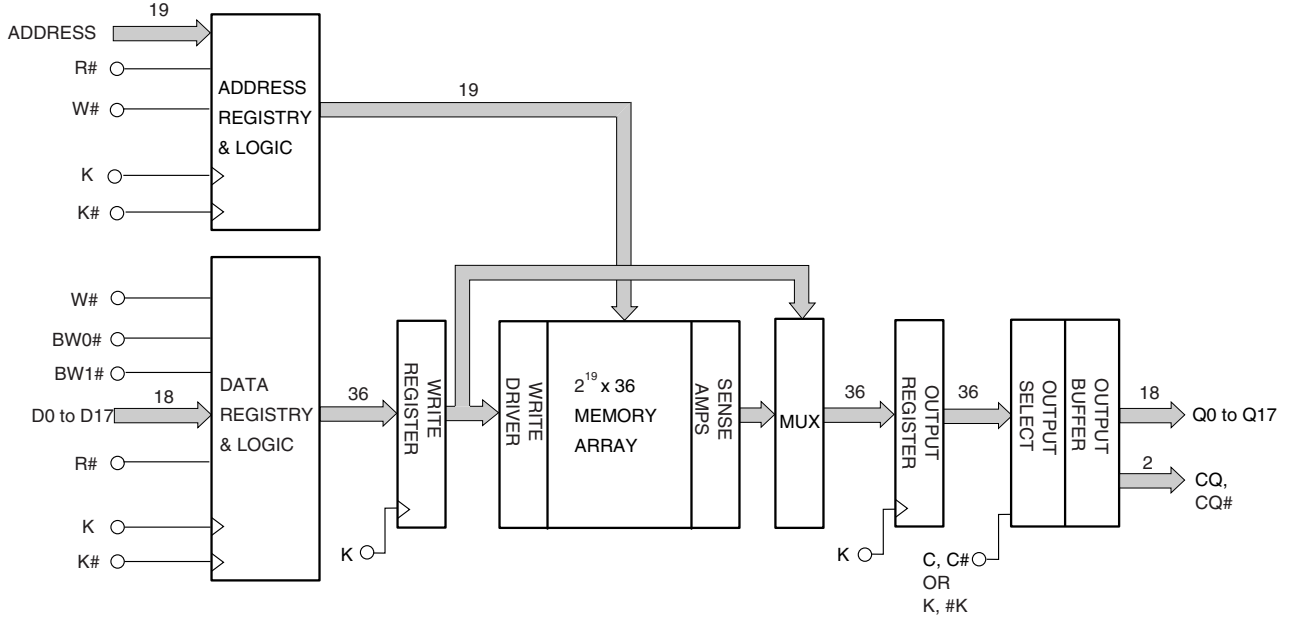 19
ADDRESS
R#
W#
K
K#
ADDRESS
REGISTRY
& LOGIC
19
W#
BW0#
BW1#
D0 to D17
18
R#
K
K#
DATA
REGISTRY
& LOGIC
36
WRITE
REGISTER
K
WRITE
DRIVER
2¹⁹ x 36
MEMORY
ARRAY
SENSE
AMPS
MUX
36
OUTPUT
REGISTER
K
36
OUTPUT
SELECT
OUTPUT
BUFFER
C, C#
OR
K, #K
18
Q0 to Q17
2
CQ,
CQ#